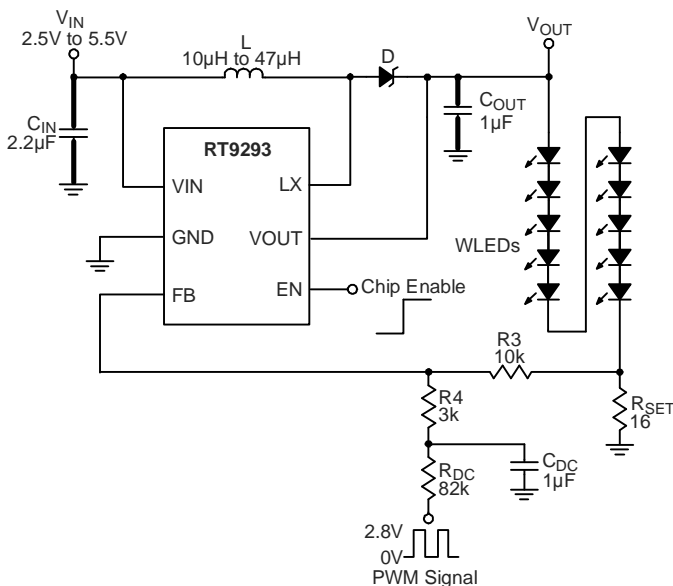 VIN
2.5V to 5.5V
L
10µH to 47µH
D
VOUT
CIN
2.2µF
COUT
1µF
RT9293
VIN
LX
GND
VOUT
WLEDs
FB
EN
Chip Enable
R3
10k
R4
3k
RSET
16
RDC
82k
CDC
1µF
2.8V
0V
PWM Signal